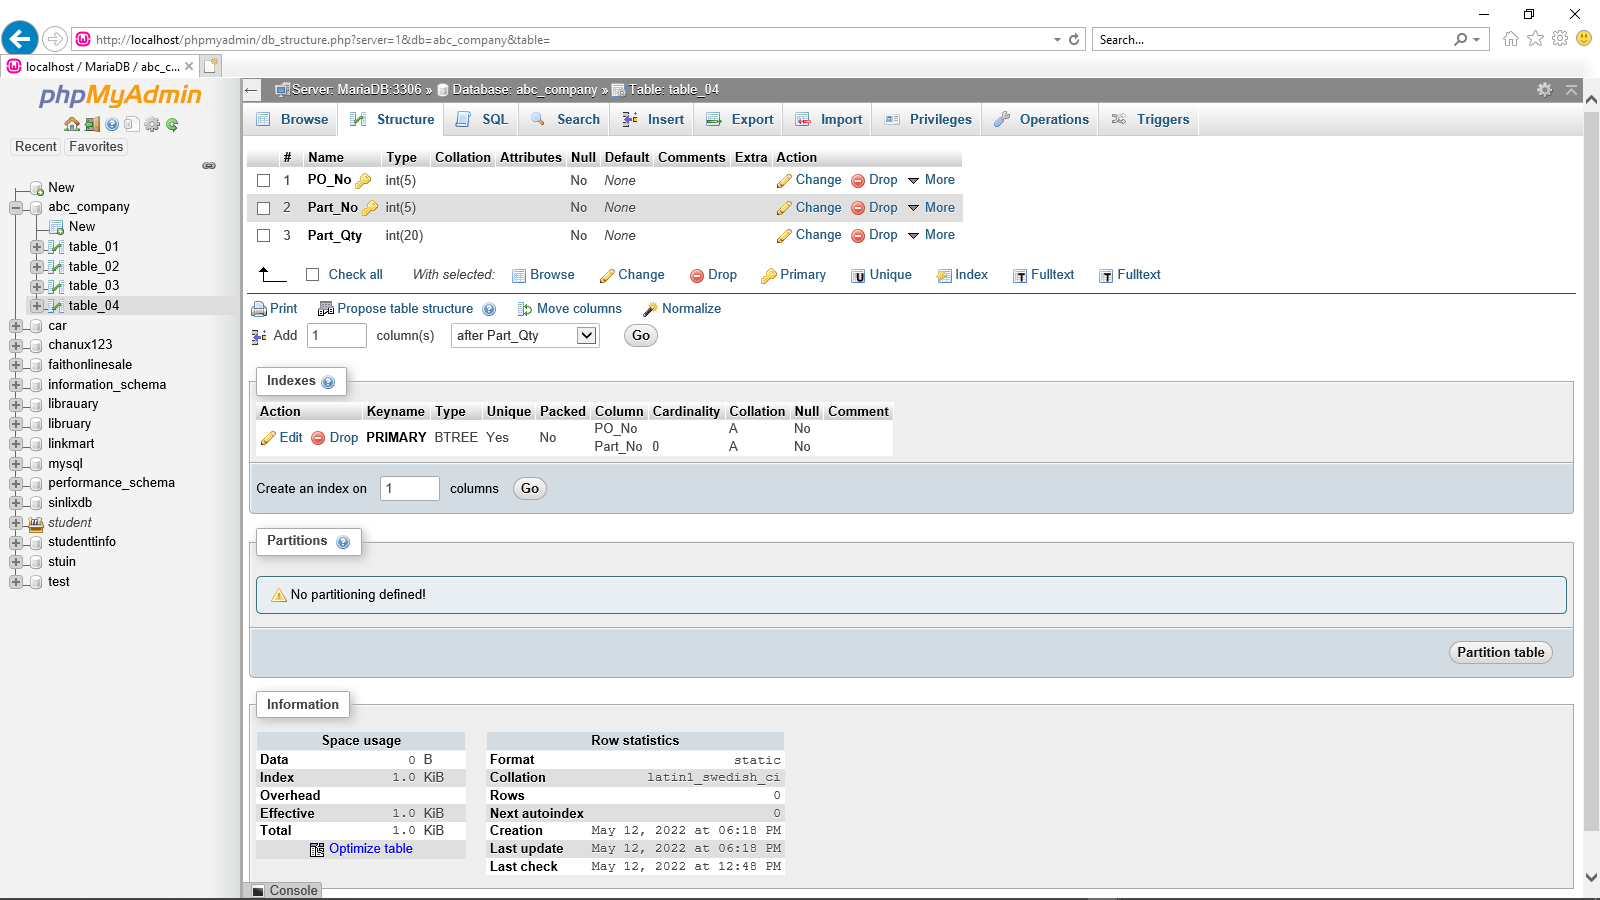 http://localhost/phpmyadmin/db_structure.php?server=1&db=abc_company&table=
Search...
localhost / MariaDB / abc_c...
phpMyAdmin
Recent Favorites
New
abc_company
New
table_01
table_02
table_03
table_04
car
chanux123
faithonlinesale
information_schema
librauary
libruary
linkmart
mysql
performance_schema
sinlixdb
student
studenttinfo
stuin
test
Server: MariaDB:3306 » Database: abc_company » Table: table_04
Browse Structure SQL Search Insert Export Import Privileges Operations Triggers
# Name Type Collation Attributes Null Default Comments Extra Action
1 PO_No int(5) No None Change Drop More
2 Part_No int(5) No None Change Drop More
3 Part_Qty int(20) No None Change Drop More
Check all With selected: Browse Change Drop Primary Unique Index Fulltext Fulltext
Print Propose table structure Move columns Normalize
Add 1 column(s) after Part_Qty Go
Indexes
Action Keyname Type Unique Packed Column Cardinality Collation Null Comment
Edit Drop PRIMARY BTREE Yes No PO_No A No
Part_No 0 A No
Create an index on 1 columns Go
Partitions
No partitioning defined!
Partition table
Information
Space usage
Data 0 B
Index 1.0 KiB
Overhead
Effective 1.0 KiB
Total 1.0 KiB
Optimize table
Row statistics
Format static
Collation latin1_swedish_ci
Rows 0
Next autoindex 0
Creation May 12, 2022 at 06:18 PM
Last update May 12, 2022 at 06:18 PM
Last check May 12, 2022 at 12:48 PM
Console